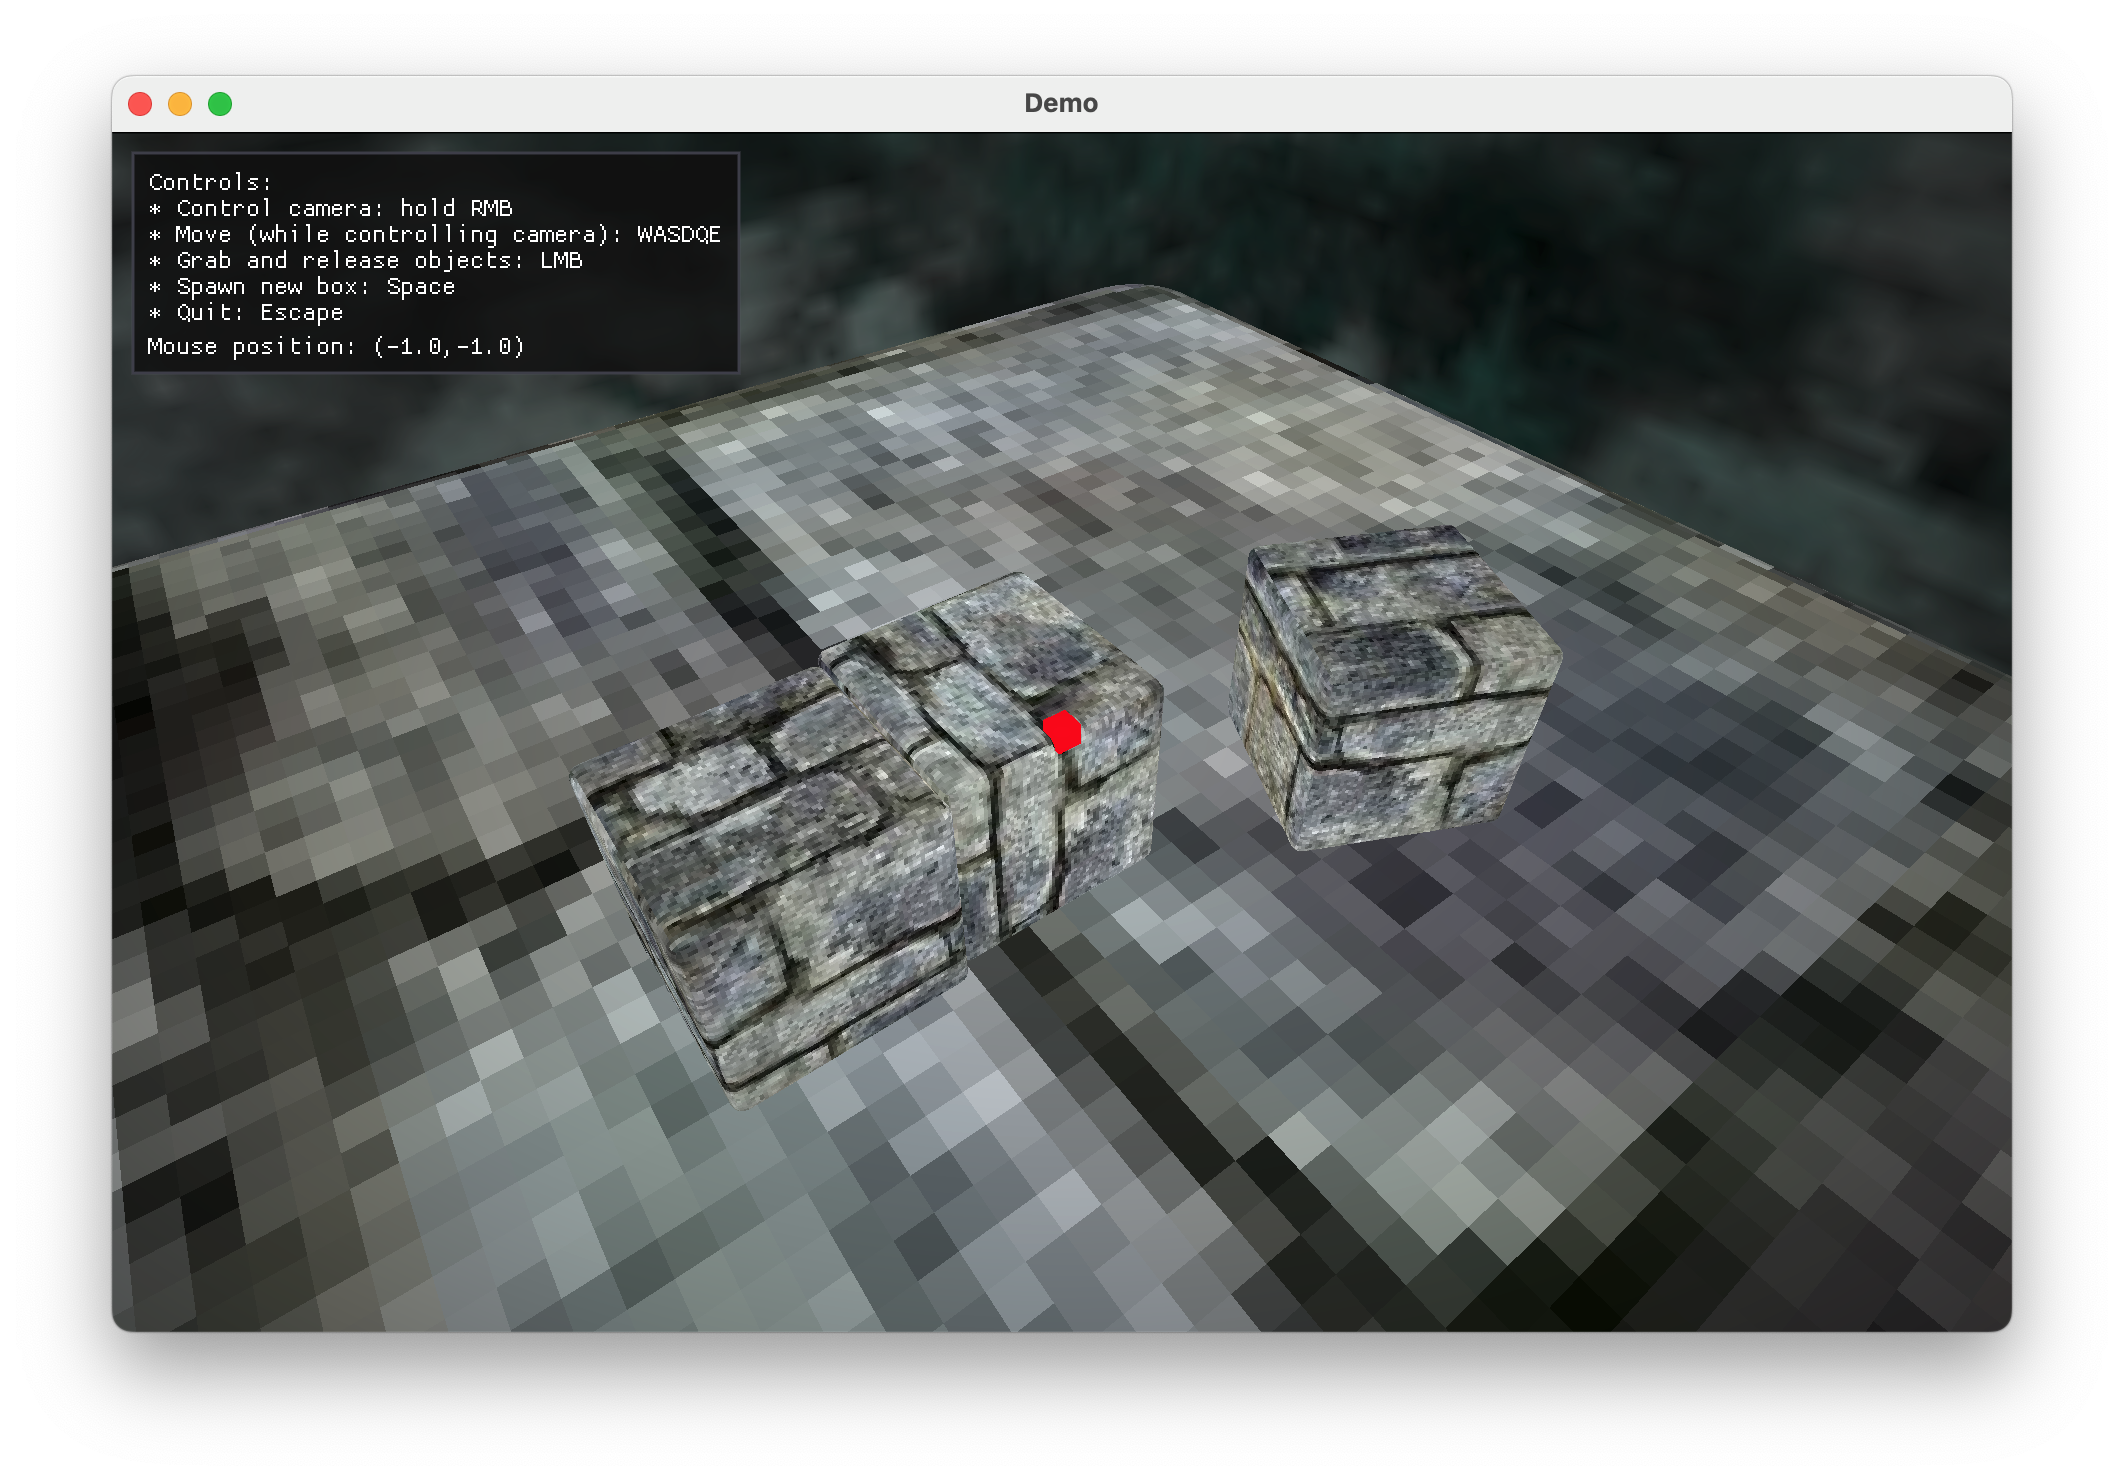 Demo
Controls:
* Control camera: hold RMB
* Move (while controlling camera): WASDQE
* Grab and release objects: LMB
* Spawn new box: Space
* Quit: Escape
Mouse position: (-1.0,-1.0)